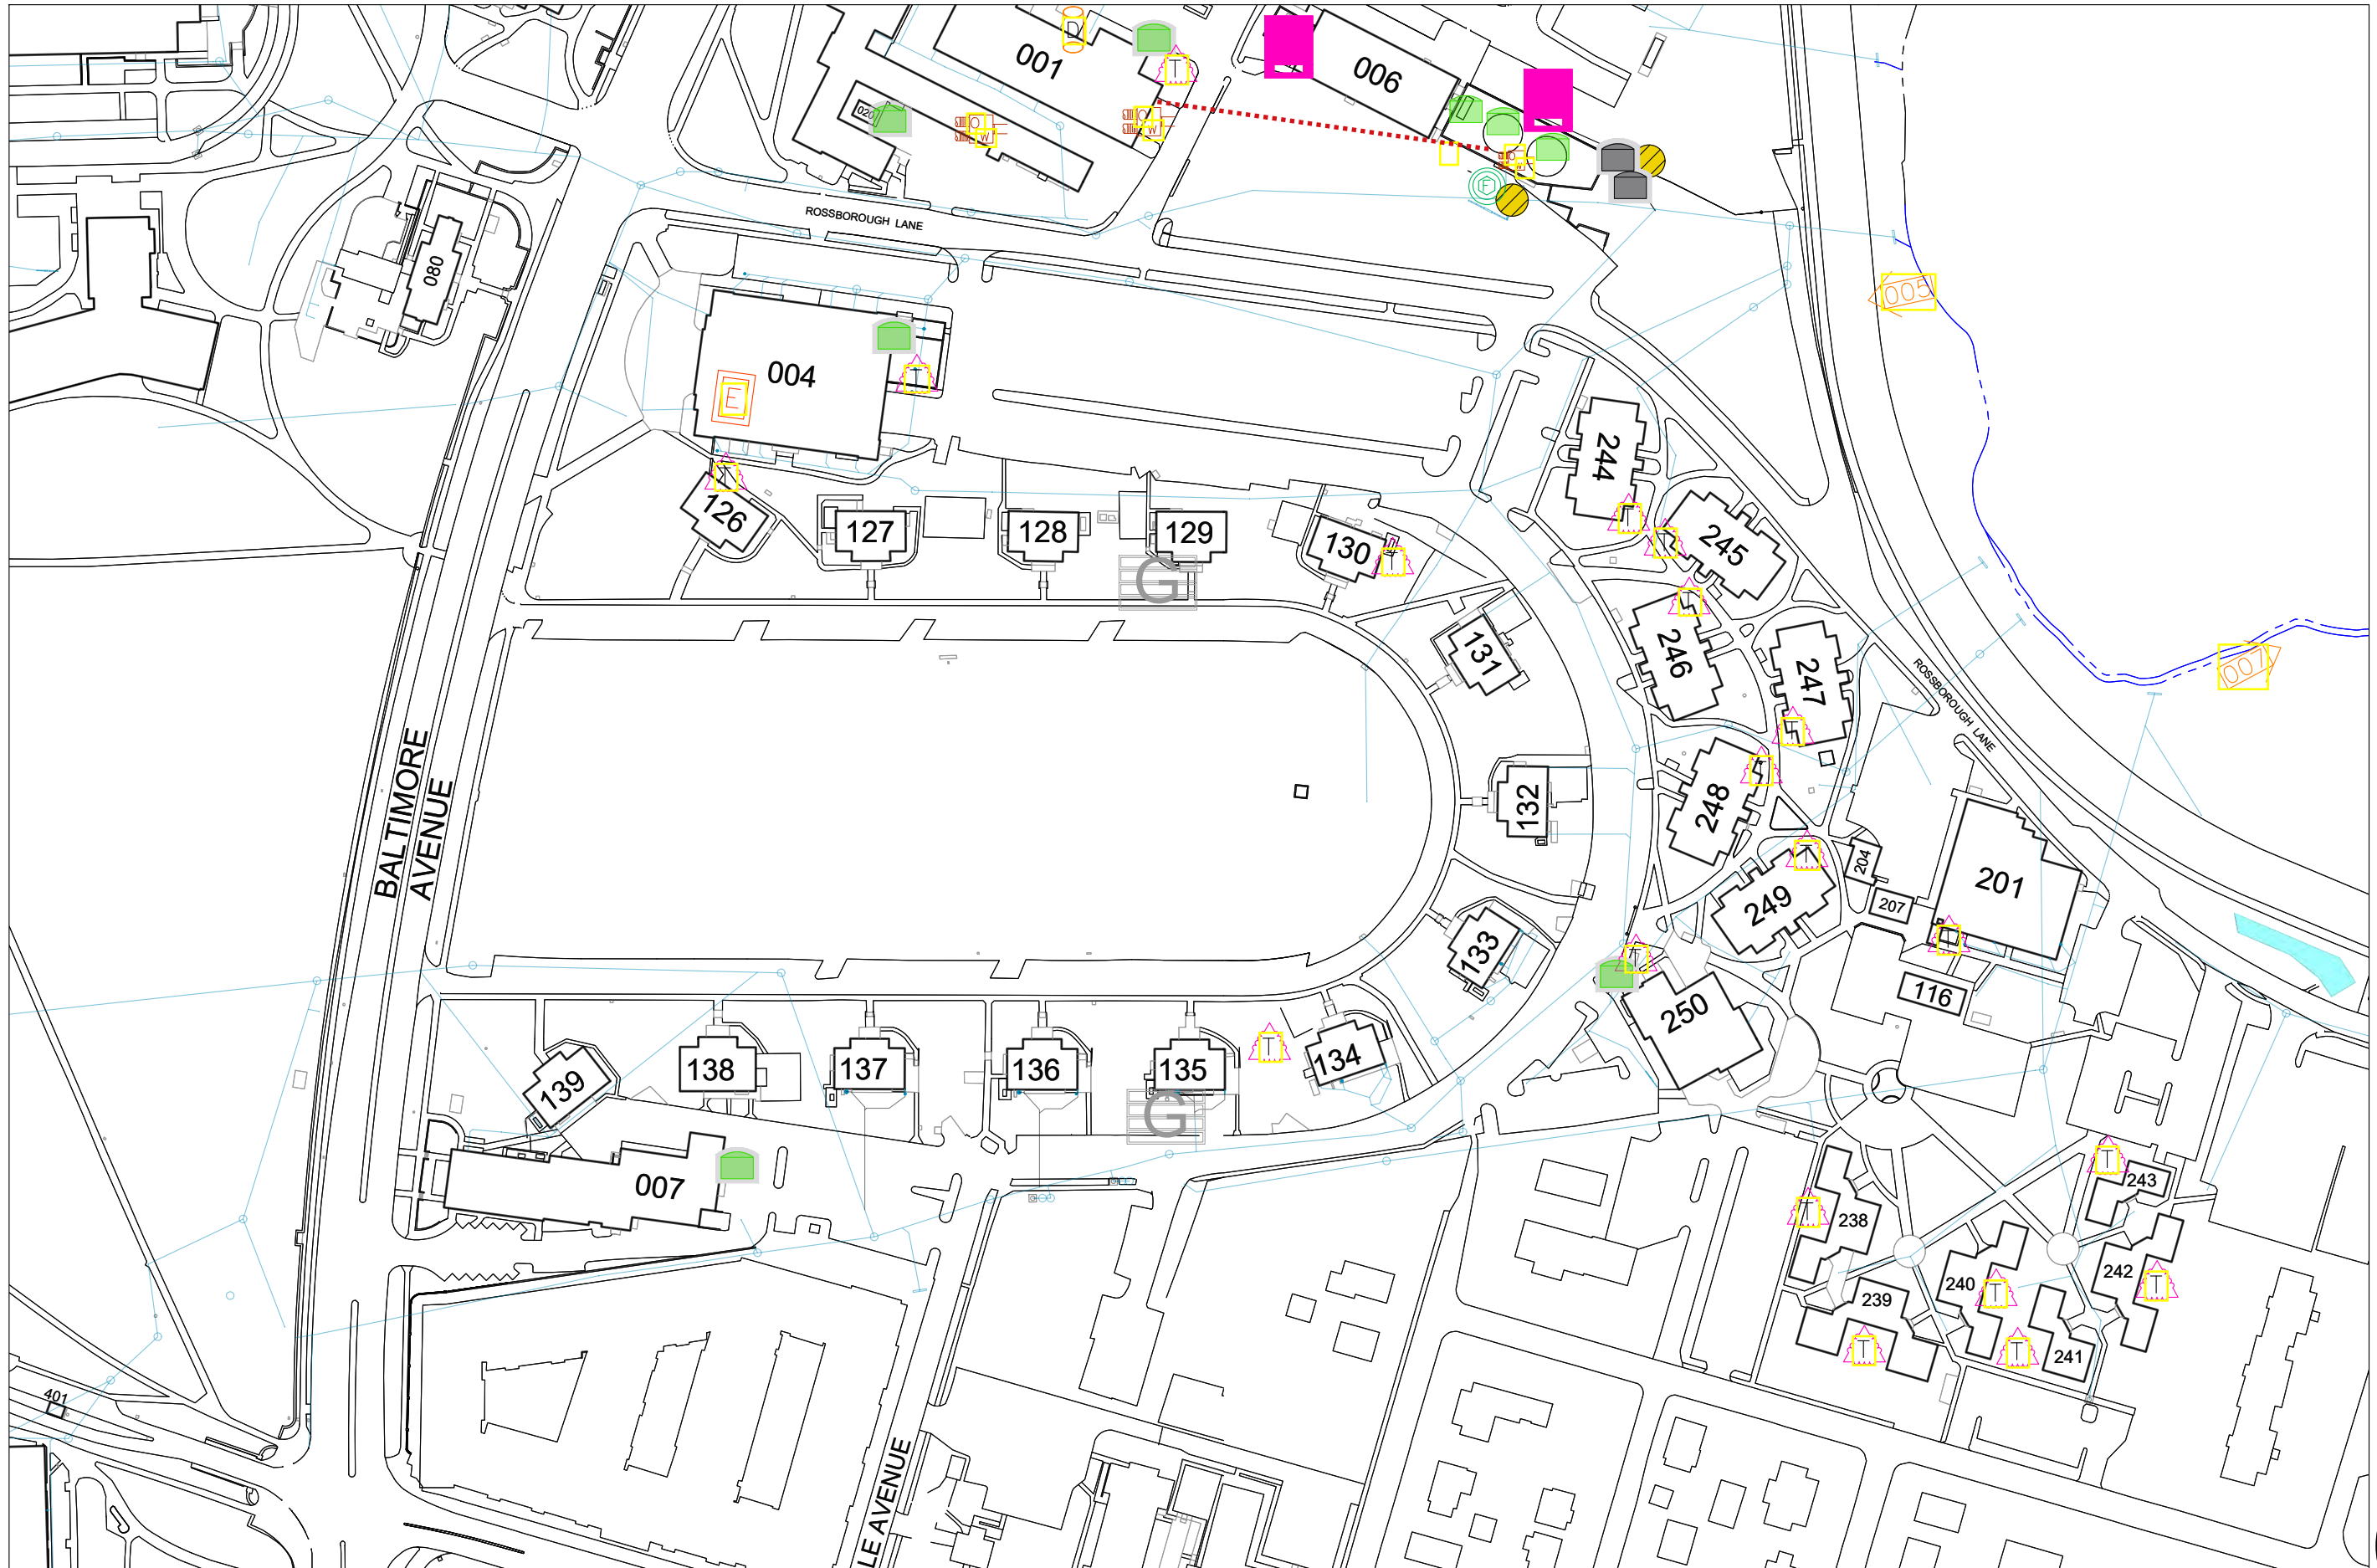 D
001
T
006
020
O
W
O
W
F
ROSSBOROUGH LANE
080
005
004
T
E
T
126
127
128
129
130
T
G
244
T
T
245
T
246
131
247
T
007
ROSSBOROUGH LANE
BALTIMORE
AVENUE
132
248
T
T
249
204
207
201
T
133
T
250
116
T
134
135
136
137
138
139
G
007
T
243
T
238
239
T
240
T
T
241
242
T
401
LE AVENUE